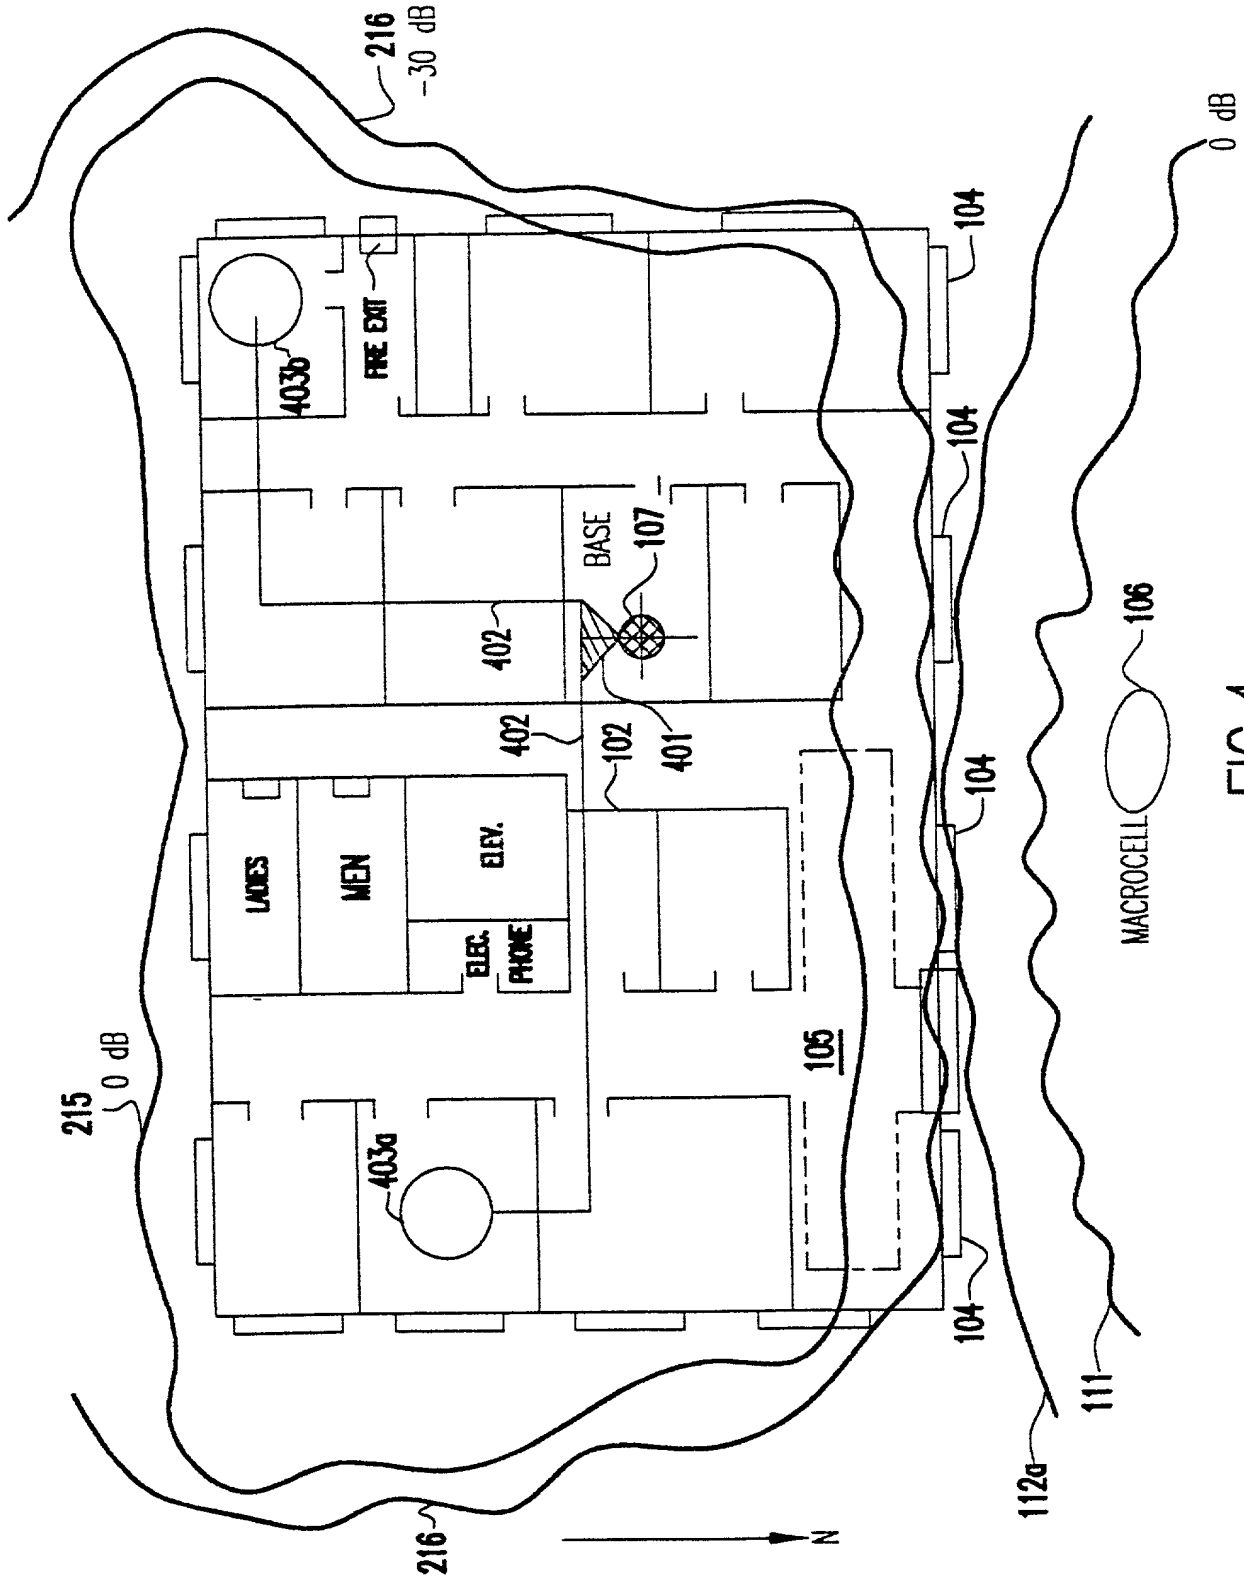 215
0 dB
216
-30 dB
LADIES
403b
MEN
FIRE EXIT
403a
216
ELEC.
PHONE
ELEV.
402
402
BASE
102
107
401
N
105
104
104
104
104
112a
111
MACROCELL
106
0 dB
FIG.